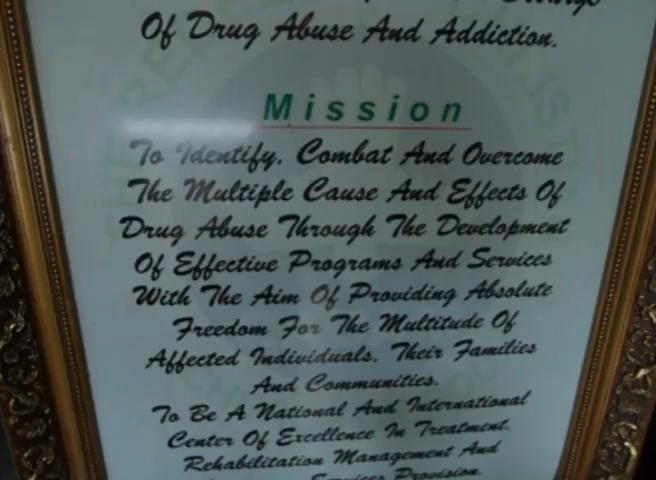 Of Drug Abuse And Addiction.
Mission
To Identify, Combat And Overcome
The Multiple Cause And Effects Of
Drug Abuse Through The Development
Of Effective Programs And Services
With The Aim Of Providing Absolute
Freedom For The Multitude Of
Affected Individuals, Their Families
And Communities.
To Be A National And International
Center Of Excellence In Treatment,
Rehabilitation Management And
Services Provision.